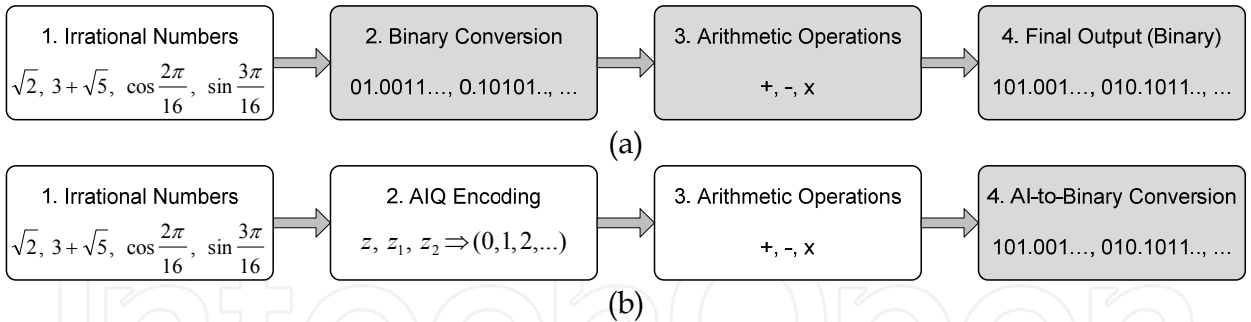 1. Irrational Numbers
√2, 3 + √5, cos 2π/16, sin 3π/16
2. Binary Conversion
01.0011..., 0.10101.., ...
3. Arithmetic Operations
+, -, x
4. Final Output (Binary)
101.001..., 010.1011.., ...
(a)
1. Irrational Numbers
√2, 3 + √5, cos 2π/16, sin 3π/16
2. AIQ Encoding
z, z₁, z₂ ⇒ (0,1,2,...)
3. Arithmetic Operations
+, -, x
4. AI-to-Binary Conversion
101.001..., 010.1011.., ...
(b)